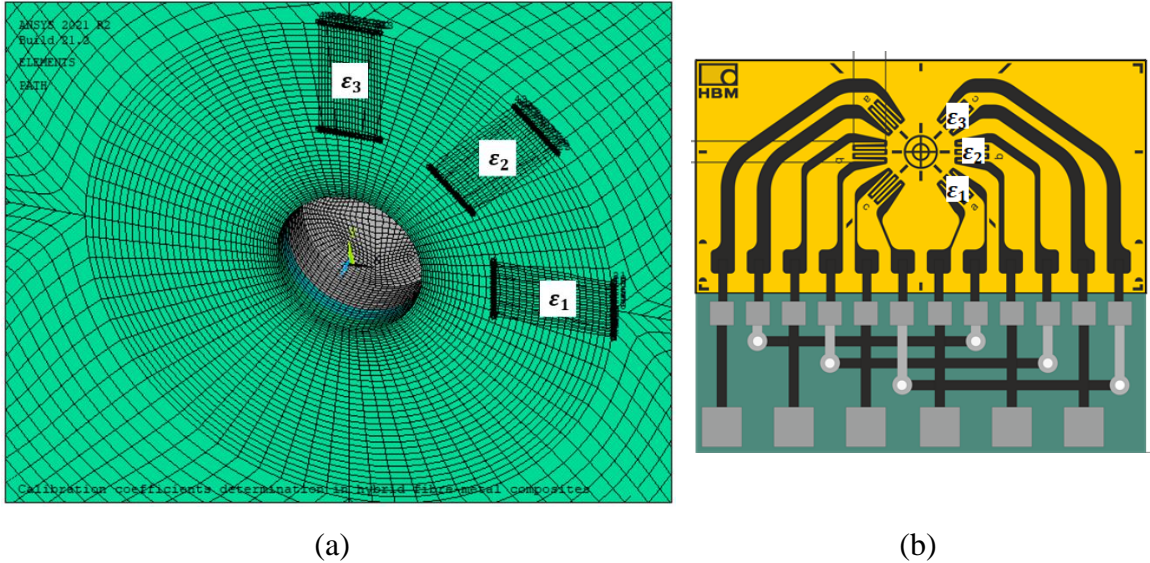 ANSYS 2021 R2
Build 21.2
ELEMENTS
PATH
ε₃
ε₂
ε₁
Calibration coefficients determination in hybrid fibre-metal composites
(a)
HBM
a
c
ε₃
b
ε₂
b
ε₁
c
a
(b)